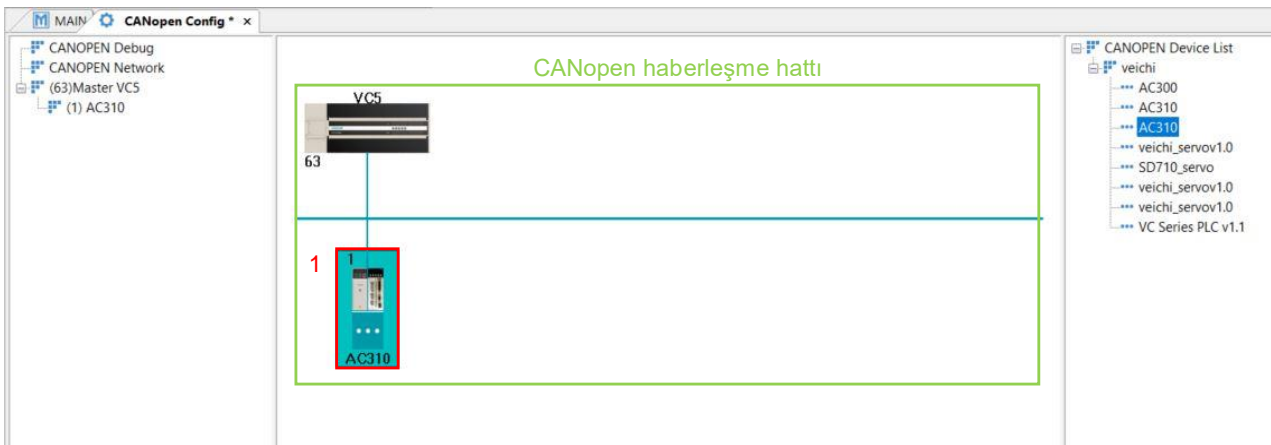 MAIN
CANopen Config * ×
CANOPEN Debug
CANOPEN Network
(63)Master VC5
(1) AC310
CANopen haberleşme hattı
VC5
63
1
1
AC310
CANOPEN Device List
veichi
AC300
AC310
AC310
veichi_servov1.0
SD710_servo
veichi_servov1.0
veichi_servov1.0
VC Series PLC v1.1